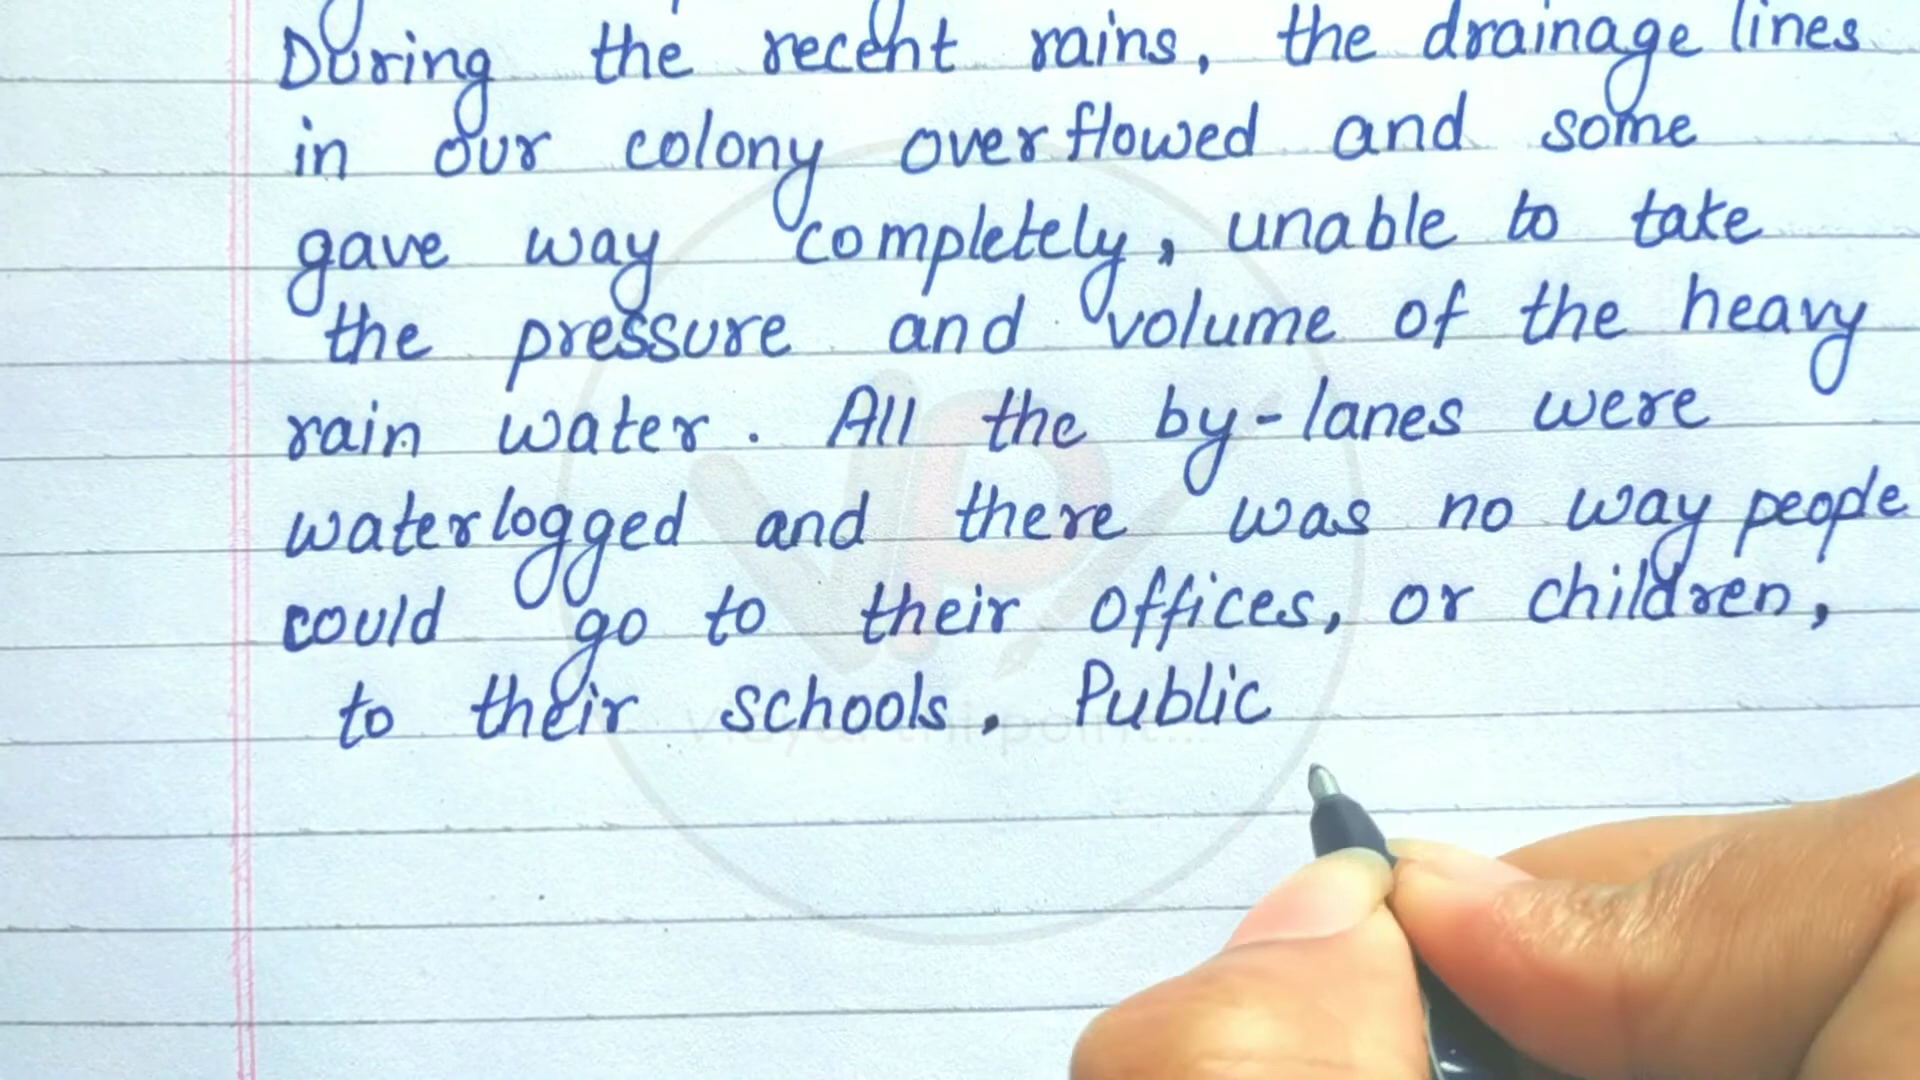 During the recent rains, the drainage lines
in our colony overflowed and some
gave way completely, unable to take
the pressure and volume of the heavy
rain water. All the by-lanes were
waterlogged and there was no way people
could go to their offices, or children,
to their schools. Public